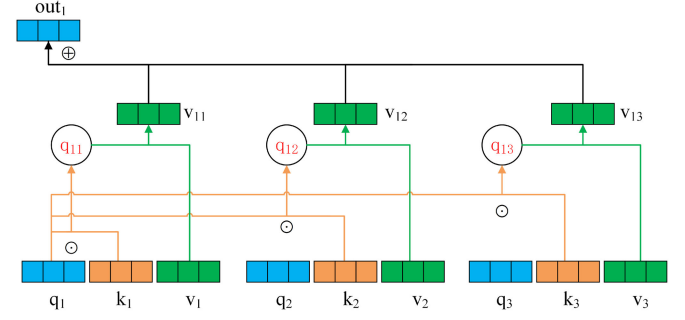 out₁
⊕
v₁₁ v₁₂ v₁₃
q₁₁ q₁₂ q₁₃
⊙ ⊙ ⊙
q₁ k₁ v₁ q₂ k₂ v₂ q₃ k₃ v₃